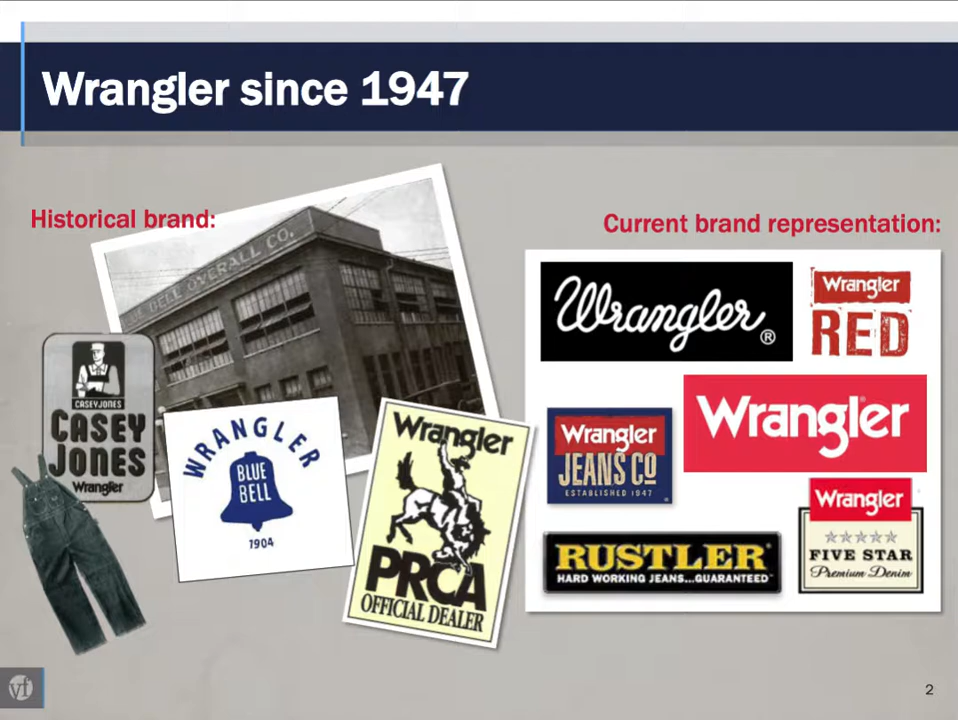 Wrangler since 1947
Historical brand:
BELL OVERALL CO.
CASEY JONES
CASEY
JONES
Wrangler
WRANGLER
BLUE
BELL
1904
Wrangler
PRCA
OFFICIAL DEALER
Current brand representation:
Wrangler®
Wrangler
RED
Wrangler
Wrangler
JEANS CO
ESTABLISHED 1947
Wrangler
FIVE STAR
Premium Denim
RUSTLER
HARD WORKING JEANS...GUARANTEED
vf
2